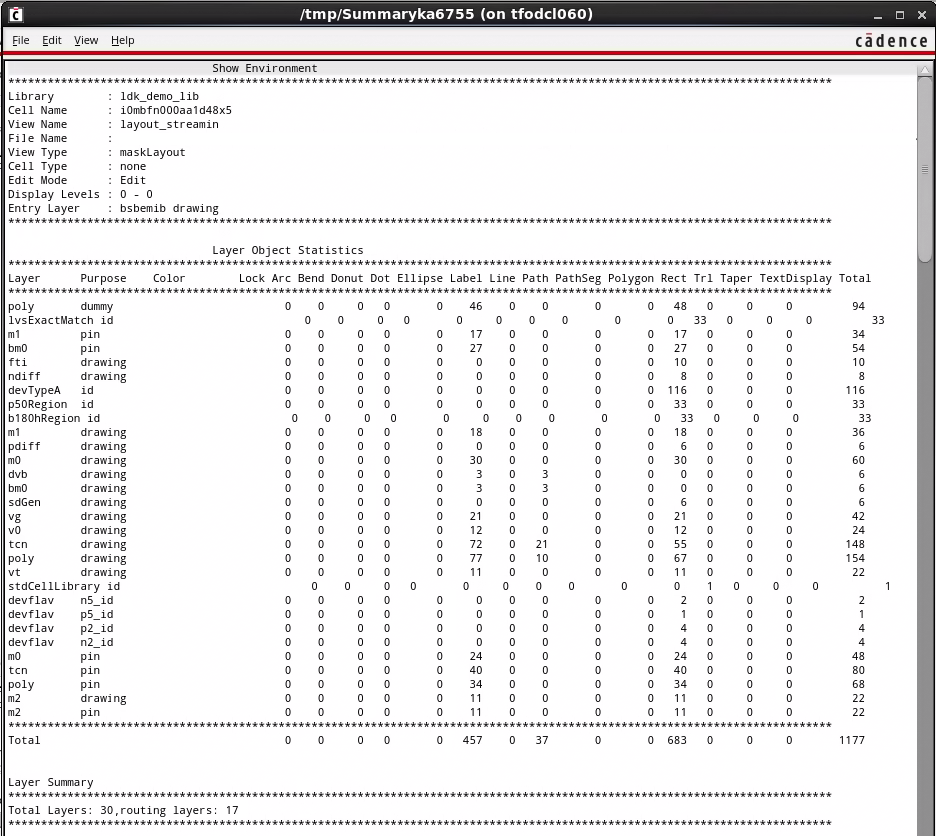 /tmp/Summaryka6755 (on tfodcl060)
File Edit View Help
cādence
Show Environment
********************************************************************************************************************************
Library : ldk_demo_lib
Cell Name : i0mbfn000aa1d48x5
View Name : layout_streamin
File Name :
View Type : maskLayout
Cell Type : none
Edit Mode : Edit
Display Levels : 0 - 0
Entry Layer : bsbemib drawing
********************************************************************************************************************************
Layer Object Statistics
********************************************************************************************************************************
Layer Purpose Color Lock Arc Bend Donut Dot Ellipse Label Line Path PathSeg Polygon Rect Trl Taper TextDisplay Total
********************************************************************************************************************************
poly dummy 0 0 0 0 0 46 0 0 0 0 48 0 0 0 94
lvsExactMatch id 0 0 0 0 0 0 0 0 0 0 33 0 0 0 33
m1 pin 0 0 0 0 0 17 0 0 0 0 17 0 0 0 34
bm0 pin 0 0 0 0 0 27 0 0 0 0 27 0 0 0 54
fti drawing 0 0 0 0 0 0 0 0 0 0 10 0 0 0 10
ndiff drawing 0 0 0 0 0 0 0 0 0 0 8 0 0 0 8
devTypeA id 0 0 0 0 0 0 0 0 0 0 116 0 0 0 116
p50Region id 0 0 0 0 0 0 0 0 0 0 33 0 0 0 33
b180hRegion id 0 0 0 0 0 0 0 0 0 0 33 0 0 0 33
m1 drawing 0 0 0 0 0 18 0 0 0 0 18 0 0 0 36
pdiff drawing 0 0 0 0 0 0 0 0 0 0 6 0 0 0 6
m0 drawing 0 0 0 0 0 30 0 0 0 0 30 0 0 0 60
dvb drawing 0 0 0 0 0 3 0 3 0 0 0 0 0 0 6
bm0 drawing 0 0 0 0 0 3 0 3 0 0 0 0 0 0 6
sdGen drawing 0 0 0 0 0 0 0 0 0 0 6 0 0 0 6
vg drawing 0 0 0 0 0 21 0 0 0 0 21 0 0 0 42
v0 drawing 0 0 0 0 0 12 0 0 0 0 12 0 0 0 24
tcn drawing 0 0 0 0 0 72 0 21 0 0 55 0 0 0 148
poly drawing 0 0 0 0 0 77 0 10 0 0 67 0 0 0 154
vt drawing 0 0 0 0 0 11 0 0 0 0 11 0 0 0 22
stdCellLibrary id 0 0 0 0 0 0 0 0 0 0 0 1 0 0 0 1
devflav n5_id 0 0 0 0 0 0 0 0 0 0 2 0 0 0 2
devflav p5_id 0 0 0 0 0 0 0 0 0 0 1 0 0 0 1
devflav p2_id 0 0 0 0 0 0 0 0 0 0 4 0 0 0 4
devflav n2_id 0 0 0 0 0 0 0 0 0 0 4 0 0 0 4
m0 pin 0 0 0 0 0 24 0 0 0 0 24 0 0 0 48
tcn pin 0 0 0 0 0 40 0 0 0 0 40 0 0 0 80
poly pin 0 0 0 0 0 34 0 0 0 0 34 0 0 0 68
m2 drawing 0 0 0 0 0 11 0 0 0 0 11 0 0 0 22
m2 pin 0 0 0 0 0 11 0 0 0 0 11 0 0 0 22
********************************************************************************************************************************
Total 0 0 0 0 0 457 0 37 0 0 683 0 0 0 1177
Layer Summary
********************************************************************************************************************************
Total Layers: 30,routing layers: 17
********************************************************************************************************************************